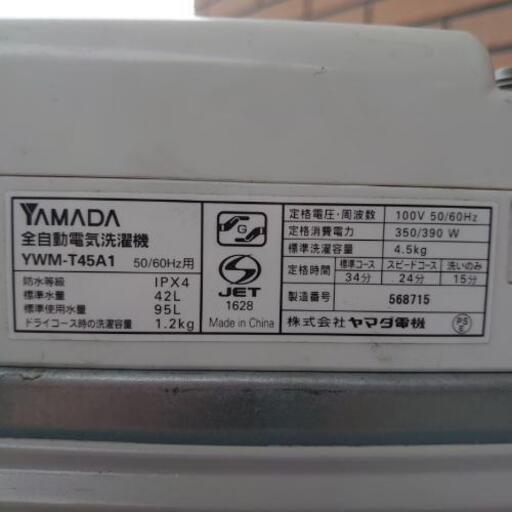 YAMADA
全自動電気洗濯機
YWM-T45A1 50/60Hz用
防水等級 IPX4
標準水量 42L
標準使用水量 95L
ドライコース時の洗濯容量 1.2kg
G
S
JET
1628
Made in China
定格電圧・周波数 100V 50/60Hz
定格消費電力 350/390 W
標準洗濯容量 4.5kg
定格時間 標準コース スピードコース 洗いのみ
34分 24分 15分
製造番号 568715
株式会社 ヤマダ電機
PS
E